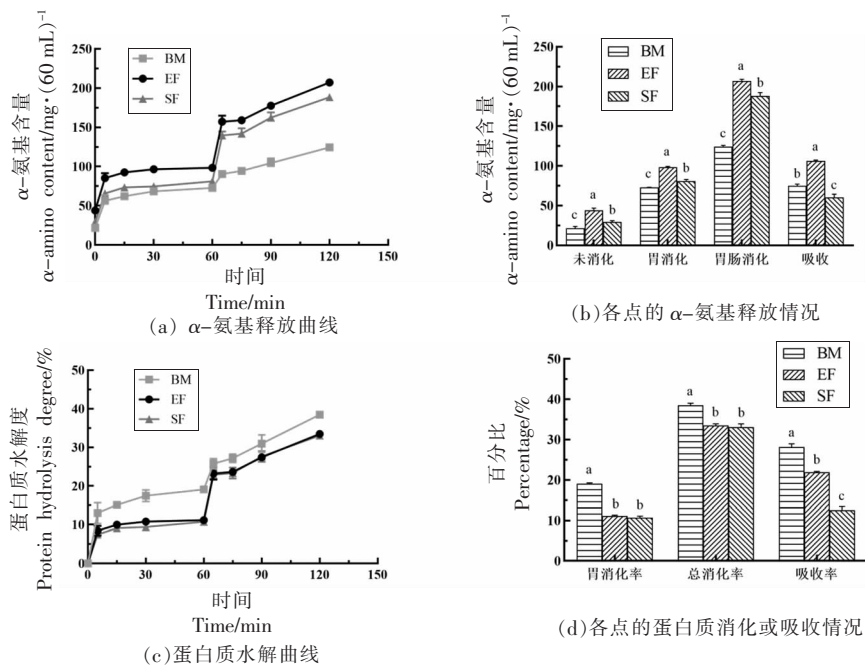 250
200
150
100
50
0
α-氨基含量
α-amino content/mg•(60 mL)⁻¹
BM
EF
SF
0 30 60 90 120 150
时间
Time/min
(a) α-氨基释放曲线
250
200
150
100
50
0
α-氨基含量
α-amino content/mg•(60 mL)⁻¹
BM
EF
SF
c a b
c a b
c a b
b a c
未消化 胃消化 胃肠消化 吸收
(b)各点的 α-氨基释放情况
50
40
30
20
10
0
蛋白质水解度
Protein hydrolysis degree/%
BM
EF
SF
0 30 60 90 120 150
时间
Time/min
(c)蛋白质水解曲线
50
40
30
20
10
0
百分比
Percentage/%
BM
EF
SF
a b b
a b b
a b c
胃消化率 总消化率 吸收率
(d)各点的蛋白质消化或吸收情况